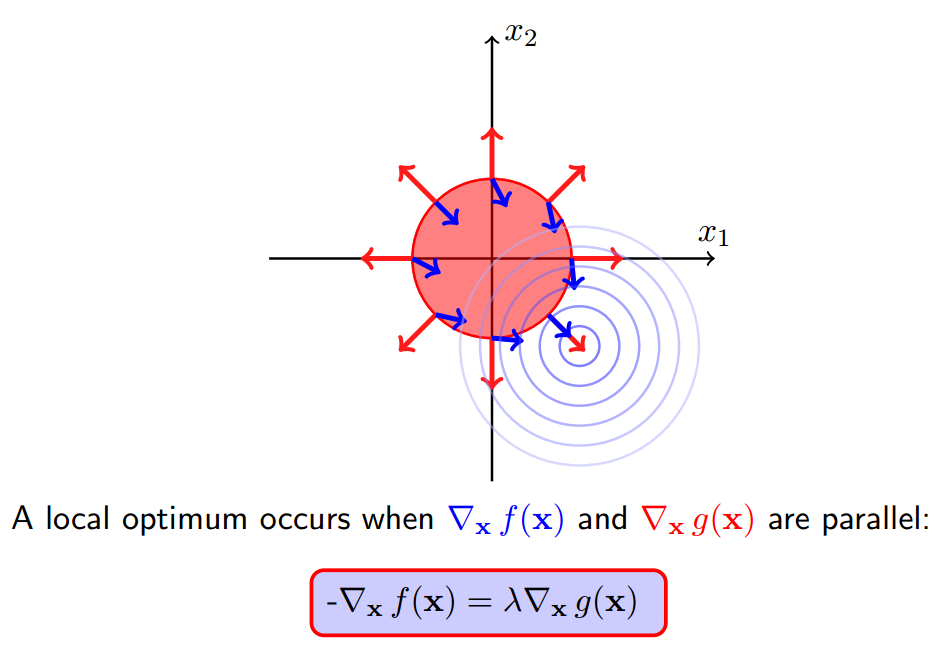 x₂
x₁
A local optimum occurs when ∇ₓ f(x) and ∇ₓ g(x) are parallel:
-∇ₓ f(x) = λ∇ₓ g(x)